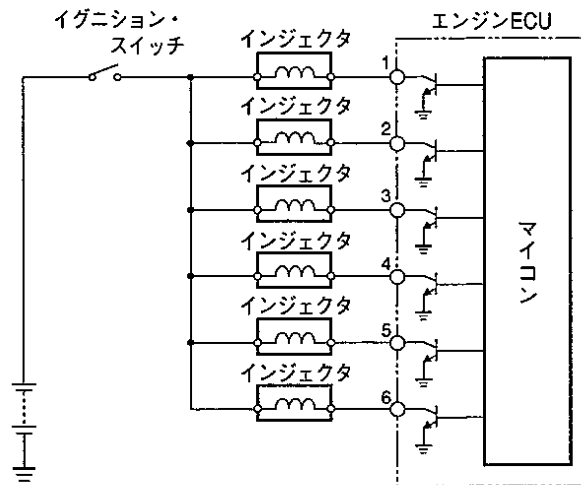 イグニション・
スイッチ
エンジンECU
インジェクタ
1
インジェクタ
2
インジェクタ
3
インジェクタ
4
インジェクタ
5
インジェクタ
6
マイコン